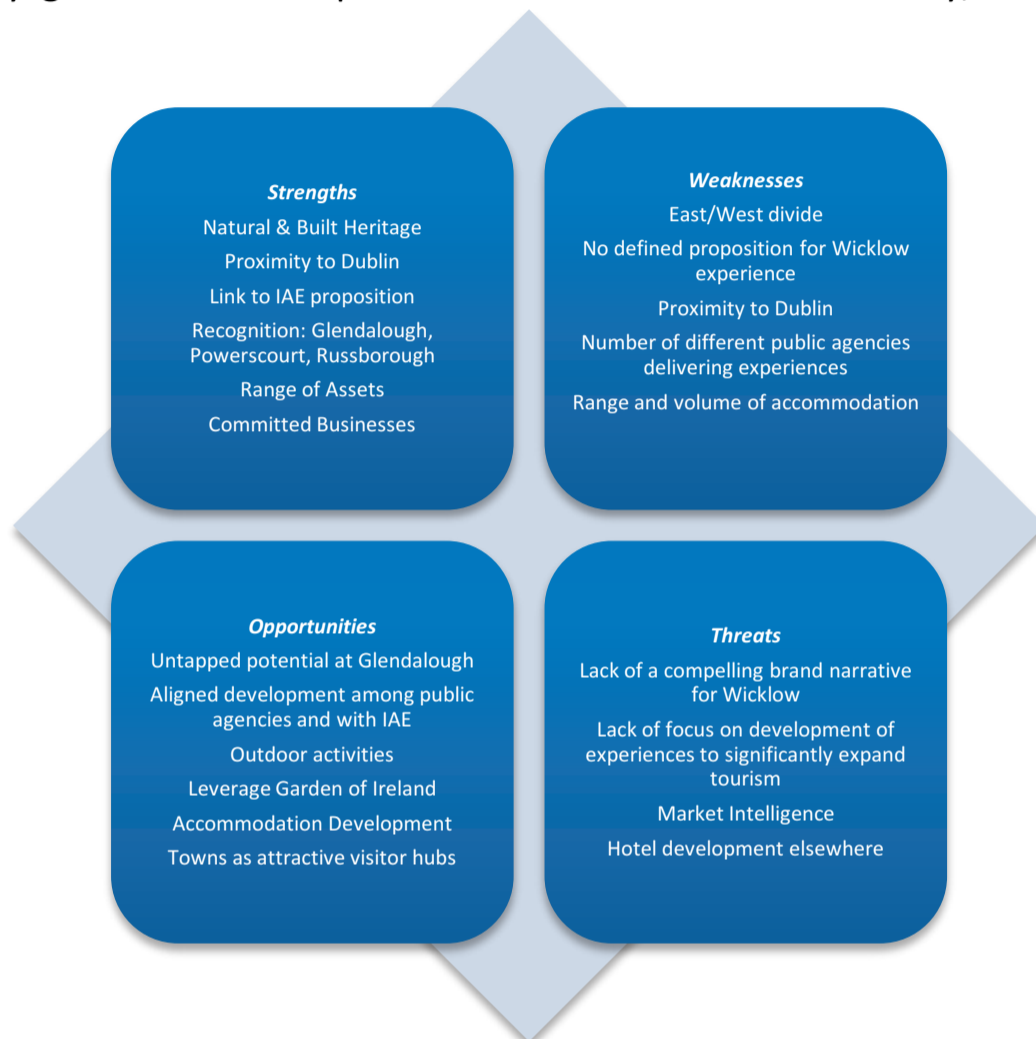 Strengths
Natural & Built Heritage
Proximity to Dublin
Link to IAE proposition
Recognition: Glendalough,
Powerscourt, Russborough
Range of Assets
Committed Businesses
Weaknesses
East/West divide
No defined proposition for Wicklow
experience
Proximity to Dublin
Number of different public agencies
delivering experiences
Range and volume of accommodation
Opportunities
Untapped potential at Glendalough
Aligned development among public
agencies and with IAE
Outdoor activities
Leverage Garden of Ireland
Accommodation Development
Towns as attractive visitor hubs
Threats
Lack of a compelling brand narrative
for Wicklow
Lack of focus on development of
experiences to significantly expand
tourism
Market Intelligence
Hotel development elsewhere